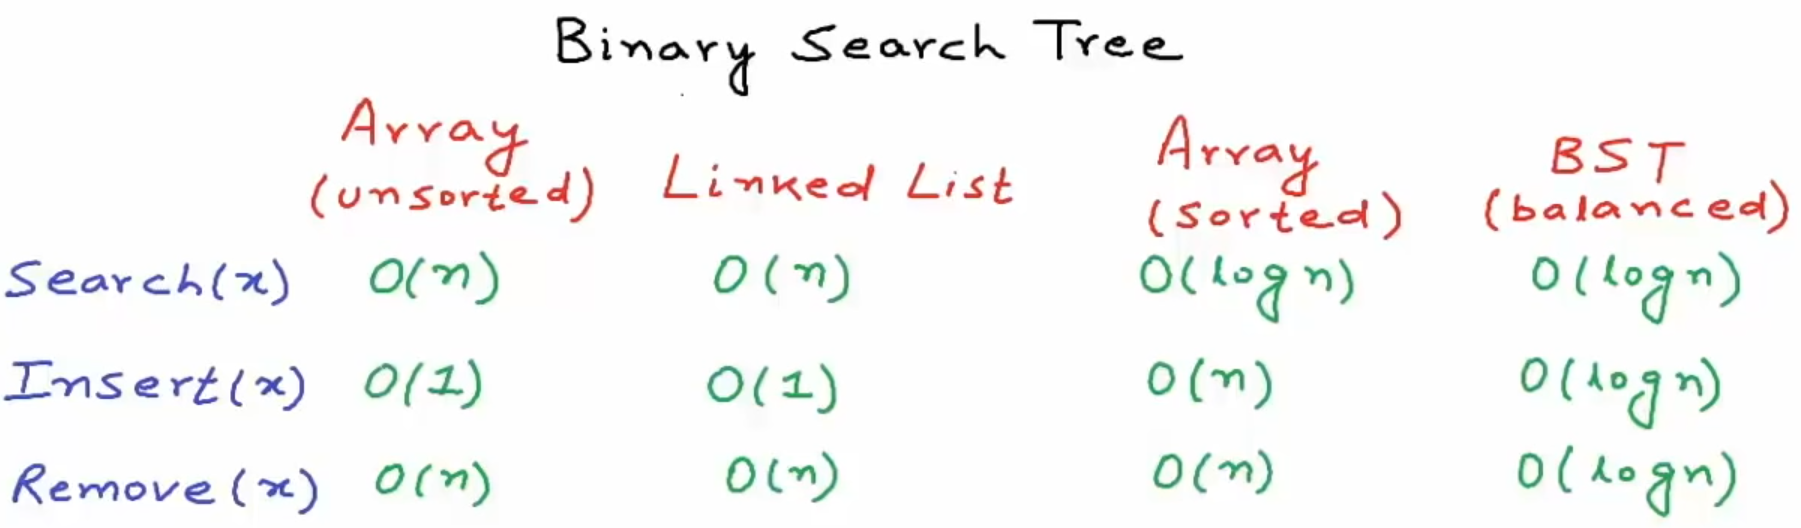 Binary Search Tree
Array Linked List Array BST
(unsorted) (sorted) (balanced)
Search(x) O(n) O(n) O(log n) O(log n)
Insert(x) O(1) O(1) O(n) O(log n)
Remove(x) O(n) O(n) O(n) O(log n)